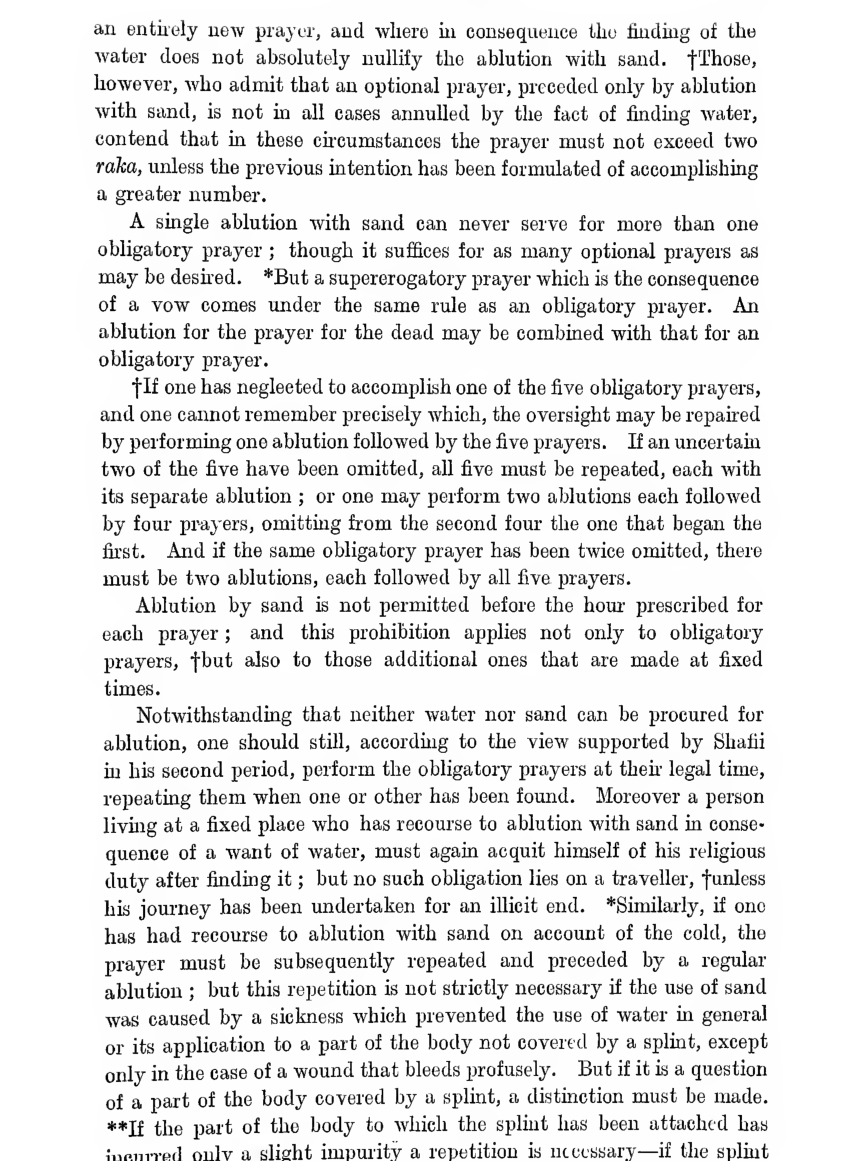 an entirely new prayer, and where in consequence the finding of the
water does not absolutely nullify the ablution with sand. †Those,
however, who admit that an optional prayer, preceded only by ablution
with sand, is not in all cases annulled by the fact of finding water,
contend that in these circumstances the prayer must not exceed two
raka, unless the previous intention has been formulated of accomplishing
a greater number.
A single ablution with sand can never serve for more than one
obligatory prayer ; though it suffices for as many optional prayers as
may be desired. *But a supererogatory prayer which is the consequence
of a vow comes under the same rule as an obligatory prayer. An
ablution for the prayer for the dead may be combined with that for an
obligatory prayer.
†If one has neglected to accomplish one of the five obligatory prayers,
and one cannot remember precisely which, the oversight may be repaired
by performing one ablution followed by the five prayers. If an uncertain
two of the five have been omitted, all five must be repeated, each with
its separate ablution ; or one may perform two ablutions each followed
by four prayers, omitting from the second four the one that began the
first. And if the same obligatory prayer has been twice omitted, there
must be two ablutions, each followed by all five prayers.
Ablution by sand is not permitted before the hour prescribed for
each prayer ; and this prohibition applies not only to obligatory
prayers, †but also to those additional ones that are made at fixed
times.
Notwithstanding that neither water nor sand can be procured for
ablution, one should still, according to the view supported by Shafii
in his second period, perform the obligatory prayers at their legal time,
repeating them when one or other has been found. Moreover a person
living at a fixed place who has recourse to ablution with sand in conse-
quence of a want of water, must again acquit himself of his religious
duty after finding it ; but no such obligation lies on a traveller, †unless
his journey has been undertaken for an illicit end. *Similarly, if one
has had recourse to ablution with sand on account of the cold, the
prayer must be subsequently repeated and preceded by a regular
ablution ; but this repetition is not strictly necessary if the use of sand
was caused by a sickness which prevented the use of water in general
or its application to a part of the body not covered by a splint, except
only in the case of a wound that bleeds profusely. But if it is a question
of a part of the body covered by a splint, a distinction must be made.
**If the part of the body to which the splint has been attached has
incurred only a slight impurity a repetition is necessary—if the splint